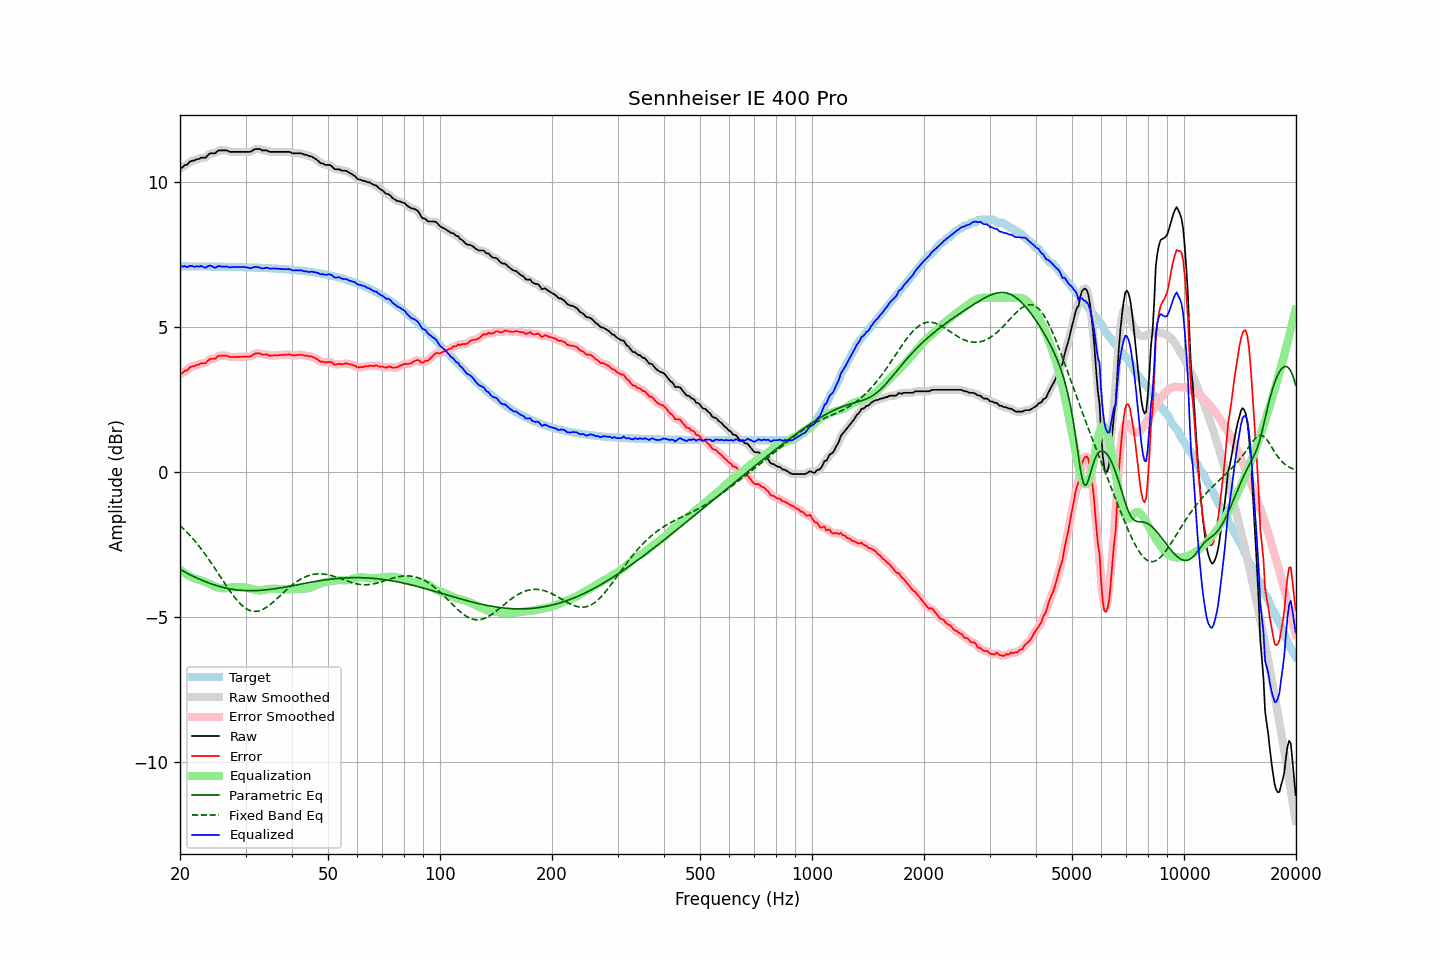 Sennheiser IE 400 Pro
Amplitude (dBr)
10
5
0
−5
−10
Target
Raw Smoothed
Error Smoothed
Raw
Error
Equalization
Parametric Eq
Fixed Band Eq
Equalized
20
50
100
200
500
1000
2000
5000
10000
20000
Frequency (Hz)